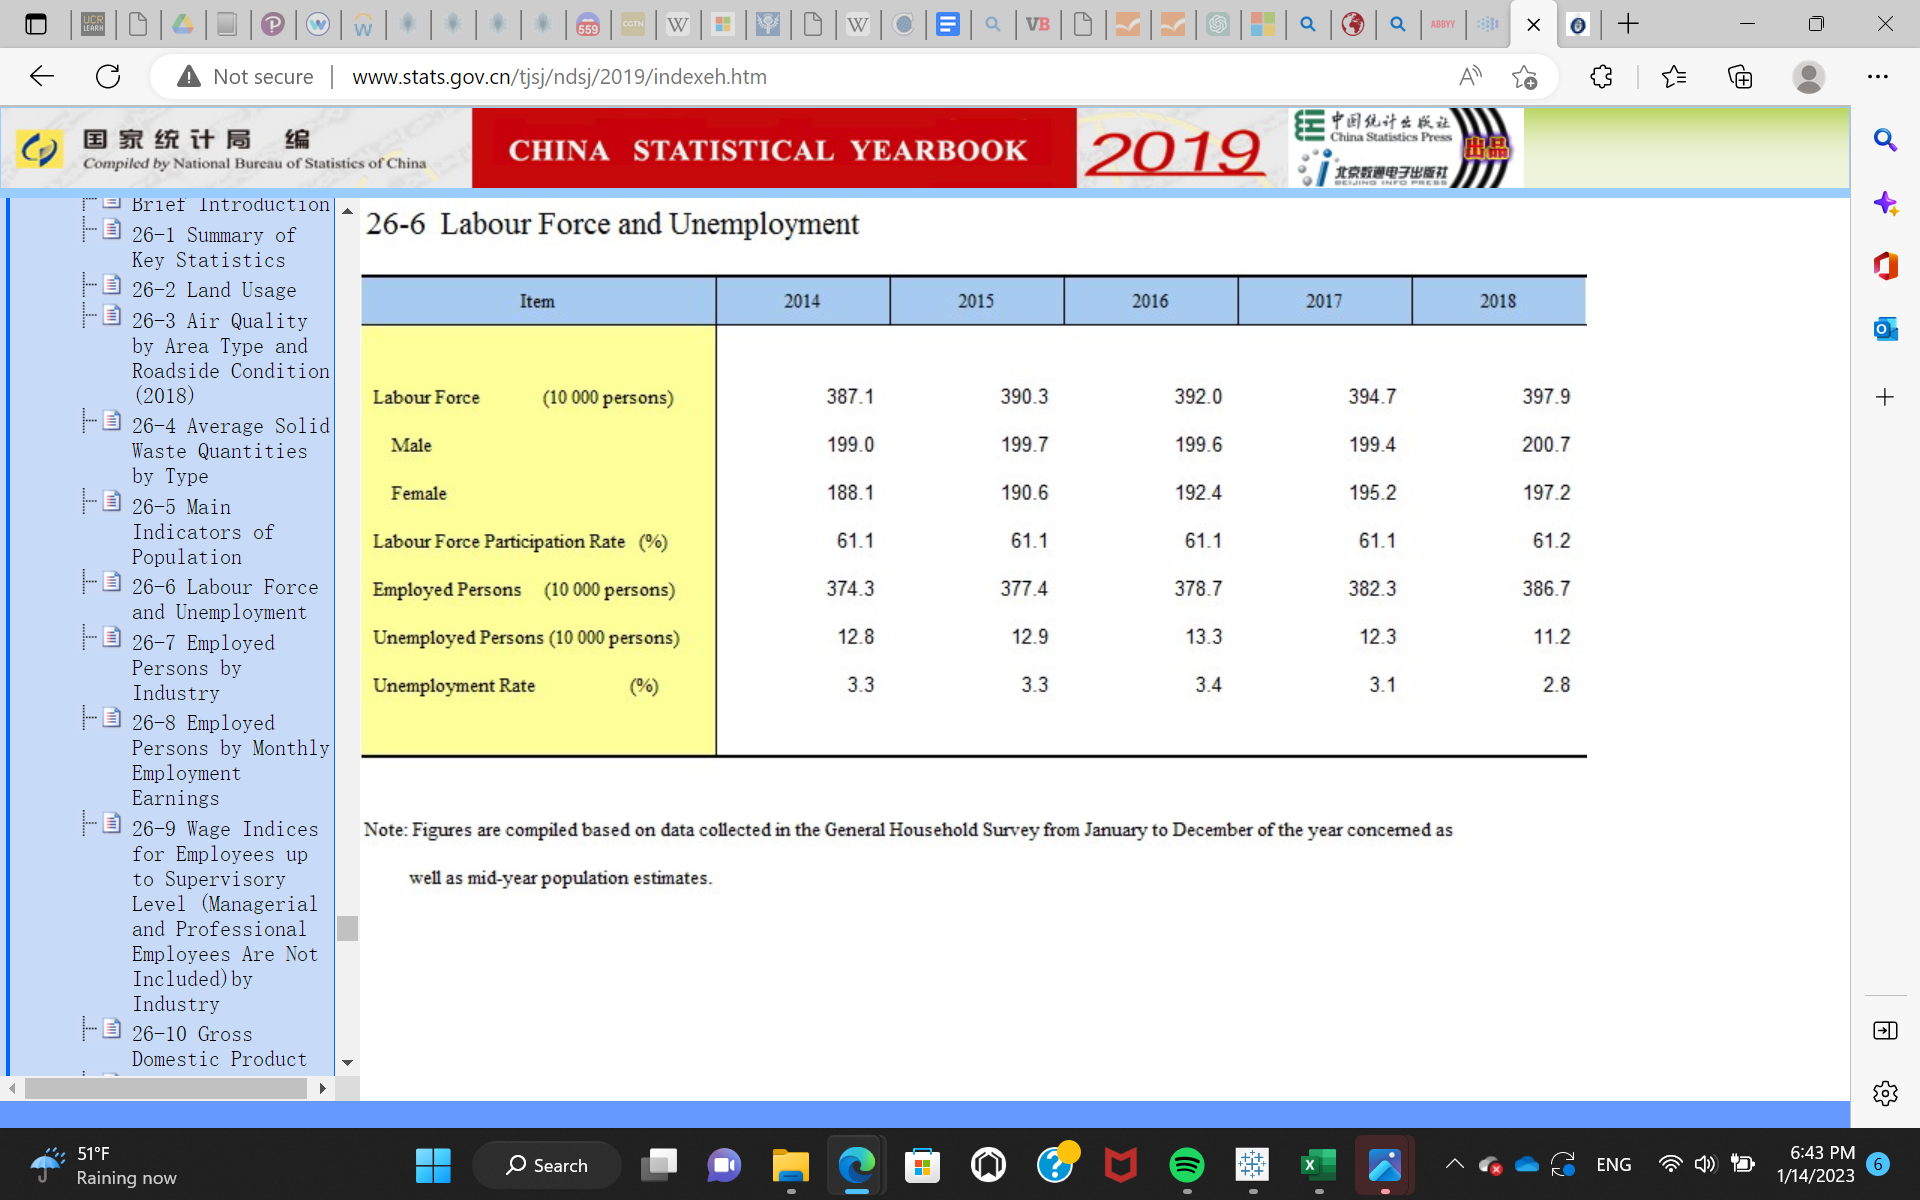 UCR
LEARN
559
CGTN
W
W
VB
ABBYY
Not secure
www.stats.gov.cn/tjsj/ndsj/2019/indexeh.htm
国家统计局 编
Compiled by National Bureau of Statistics of China
CHINA STATISTICAL YEARBOOK
2019
中国统计出版社
China Statistics Press
北京数通电子出版社
BEIJING INFO PRESS
出品
Brief Introduction
26-1 Summary of
Key Statistics
26-2 Land Usage
26-3 Air Quality
by Area Type and
Roadside Condition
(2018)
26-4 Average Solid
Waste Quantities
by Type
26-5 Main
Indicators of
Population
26-6 Labour Force
and Unemployment
26-7 Employed
Persons by
Industry
26-8 Employed
Persons by Monthly
Employment
Earnings
26-9 Wage Indices
for Employees up
to Supervisory
Level (Managerial
and Professional
Employees Are Not
Included)by
Industry
26-10 Gross
Domestic Product
26-6 Labour Force and Unemployment
Item 2014 2015 2016 2017 2018
Labour Force (10 000 persons) 387.1 390.3 392.0 394.7 397.9
Male 199.0 199.7 199.6 199.4 200.7
Female 188.1 190.6 192.4 195.2 197.2
Labour Force Participation Rate (%) 61.1 61.1 61.1 61.1 61.2
Employed Persons (10 000 persons) 374.3 377.4 378.7 382.3 386.7
Unemployed Persons (10 000 persons) 12.8 12.9 13.3 12.3 11.2
Unemployment Rate (%) 3.3 3.3 3.4 3.1 2.8
Note: Figures are compiled based on data collected in the General Household Survey from January to December of the year concerned as
well as mid-year population estimates.
51°F
Raining now
Search
ENG
6:43 PM
1/14/2023
6